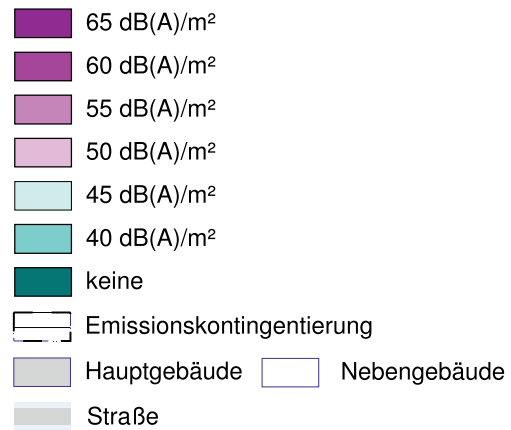 65 dB(A)/m²
60 dB(A)/m²
55 dB(A)/m²
50 dB(A)/m²
45 dB(A)/m²
40 dB(A)/m²
keine
Emissionskontingentierung
Hauptgebäude Nebengebäude
Straße